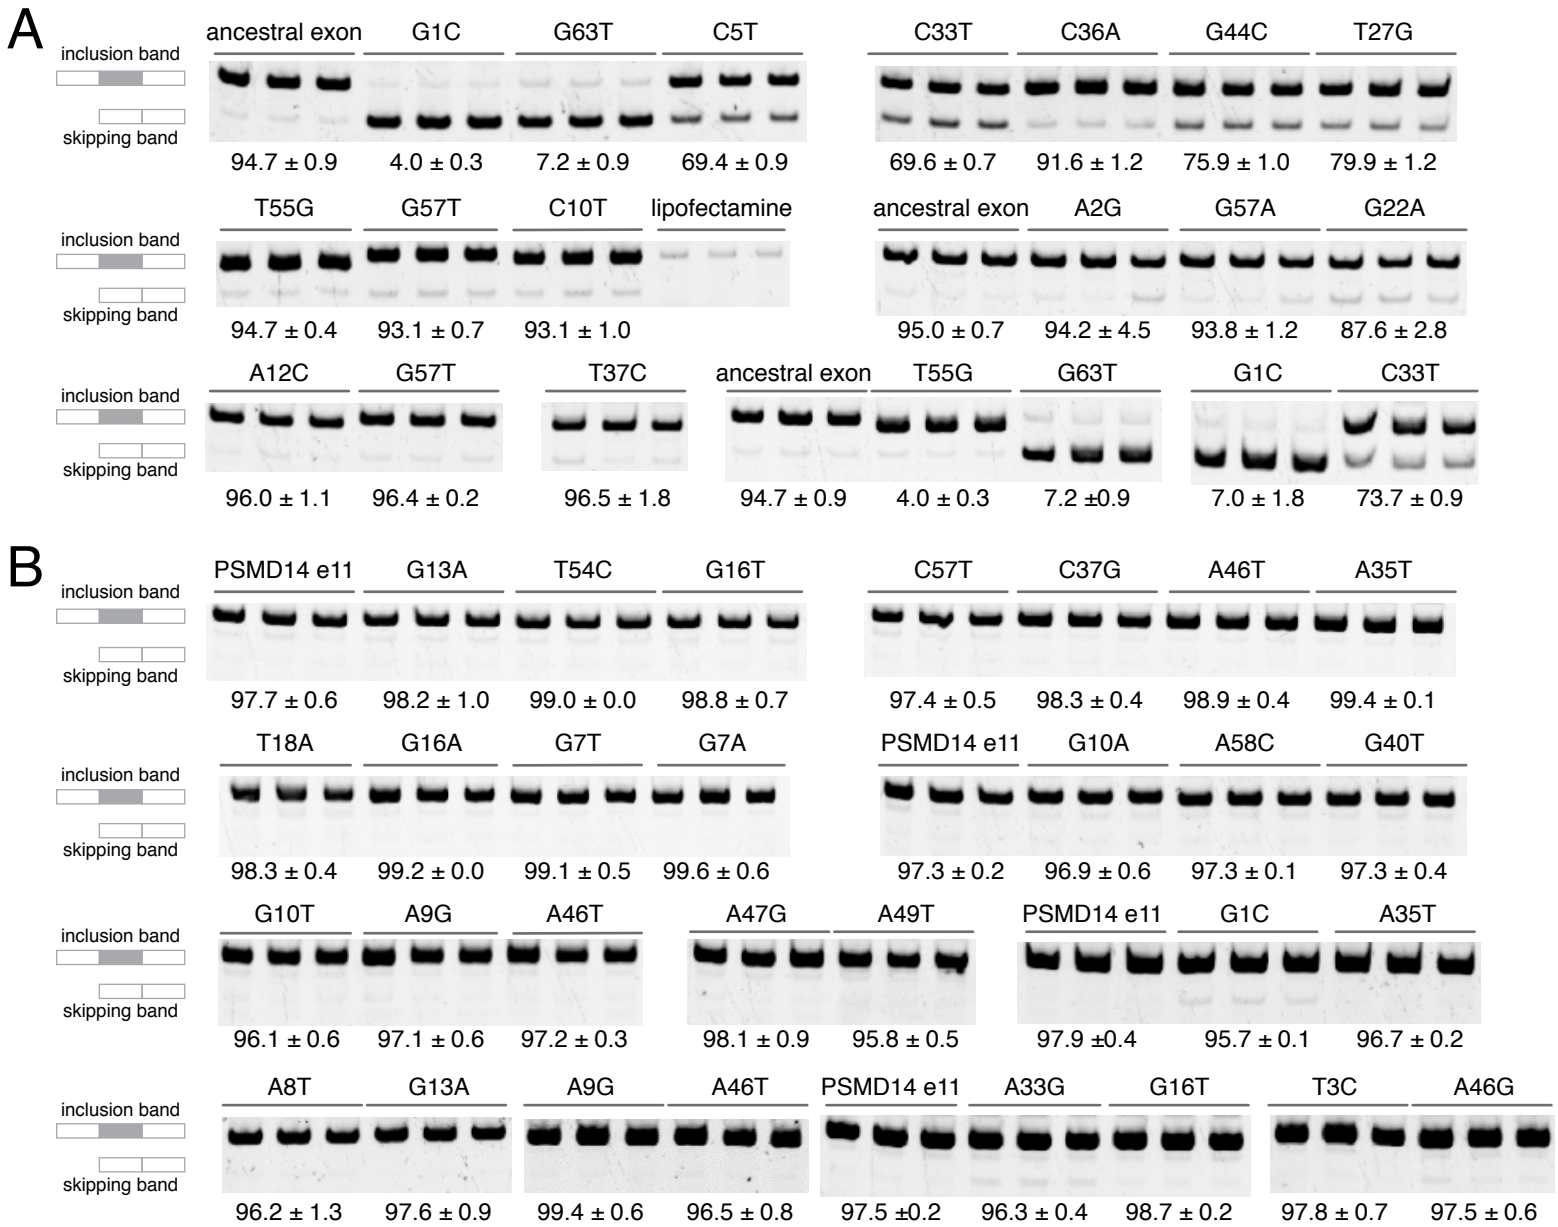 A
ancestral exon G1C G63T C5T C33T C36A G44C T27G
inclusion band
skipping band
94.7 ± 0.9 4.0 ± 0.3 7.2 ± 0.9 69.4 ± 0.9 69.6 ± 0.7 91.6 ± 1.2 75.9 ± 1.0 79.9 ± 1.2
T55G G57T C10T lipofectamine ancestral exon A2G G57A G22A
inclusion band
skipping band
94.7 ± 0.4 93.1 ± 0.7 93.1 ± 1.0 95.0 ± 0.7 94.2 ± 4.5 93.8 ± 1.2 87.6 ± 2.8
A12C G57T T37C ancestral exon T55G G63T G1C C33T
inclusion band
skipping band
96.0 ± 1.1 96.4 ± 0.2 96.5 ± 1.8 94.7 ± 0.9 4.0 ± 0.3 7.2 ±0.9 7.0 ± 1.8 73.7 ± 0.9
B
PSMD14 e11 G13A T54C G16T C57T C37G A46T A35T
inclusion band
skipping band
97.7 ± 0.6 98.2 ± 1.0 99.0 ± 0.0 98.8 ± 0.7 97.4 ± 0.5 98.3 ± 0.4 98.9 ± 0.4 99.4 ± 0.1
T18A G16A G7T G7A PSMD14 e11 G10A A58C G40T
inclusion band
skipping band
98.3 ± 0.4 99.2 ± 0.0 99.1 ± 0.5 99.6 ± 0.6 97.3 ± 0.2 96.9 ± 0.6 97.3 ± 0.1 97.3 ± 0.4
G10T A9G A46T A47G A49T PSMD14 e11 G1C A35T
inclusion band
skipping band
96.1 ± 0.6 97.1 ± 0.6 97.2 ± 0.3 98.1 ± 0.9 95.8 ± 0.5 97.9 ±0.4 95.7 ± 0.1 96.7 ± 0.2
A8T G13A A9G A46T PSMD14 e11 A33G G16T T3C A46G
inclusion band
skipping band
96.2 ± 1.3 97.6 ± 0.9 99.4 ± 0.6 96.5 ± 0.8 97.5 ±0.2 96.3 ± 0.4 98.7 ± 0.2 97.8 ± 0.7 97.5 ± 0.6